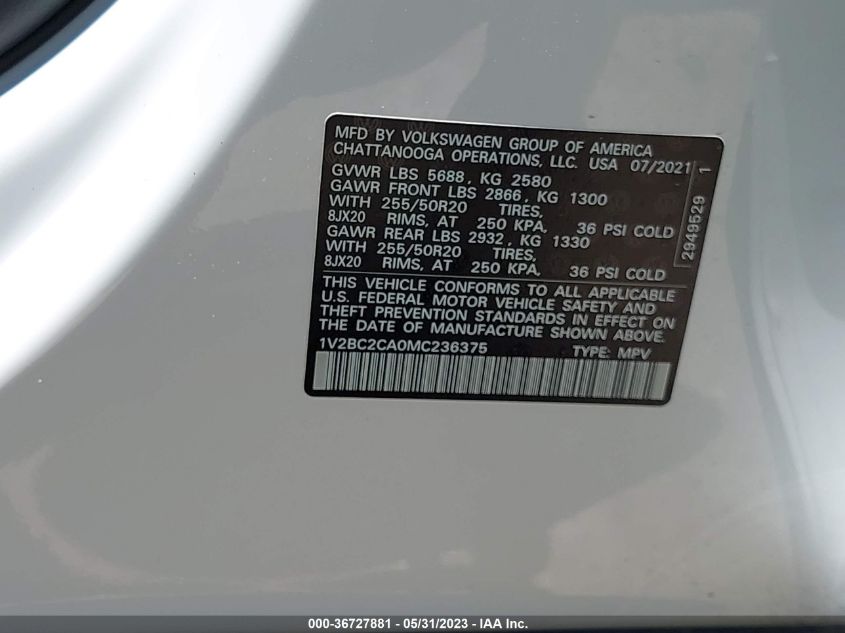 MFD BY VOLKSWAGEN GROUP OF AMERICA
CHATTANOOGA OPERATIONS, LLC. USA 07/2021
GVWR LBS 5688, KG 2580
GAWR FRONT LBS 2866, KG 1300
WITH 255/50R20 TIRES,
8JX20 RIMS, AT 250 KPA, 36 PSI COLD
GAWR REAR LBS 2932, KG 1330
WITH 255/50R20 TIRES,
8JX20 RIMS, AT 250 KPA, 36 PSI COLD
2949529 1
THIS VEHICLE CONFORMS TO ALL APPLICABLE
U.S. FEDERAL MOTOR VEHICLE SAFETY AND
THEFT PREVENTION STANDARDS IN EFFECT ON
THE DATE OF MANUFACTURE SHOWN ABOVE.
1V2BC2CA0MC236375 TYPE: MPV
000-36727881 - 05/31/2023 - IAA Inc.